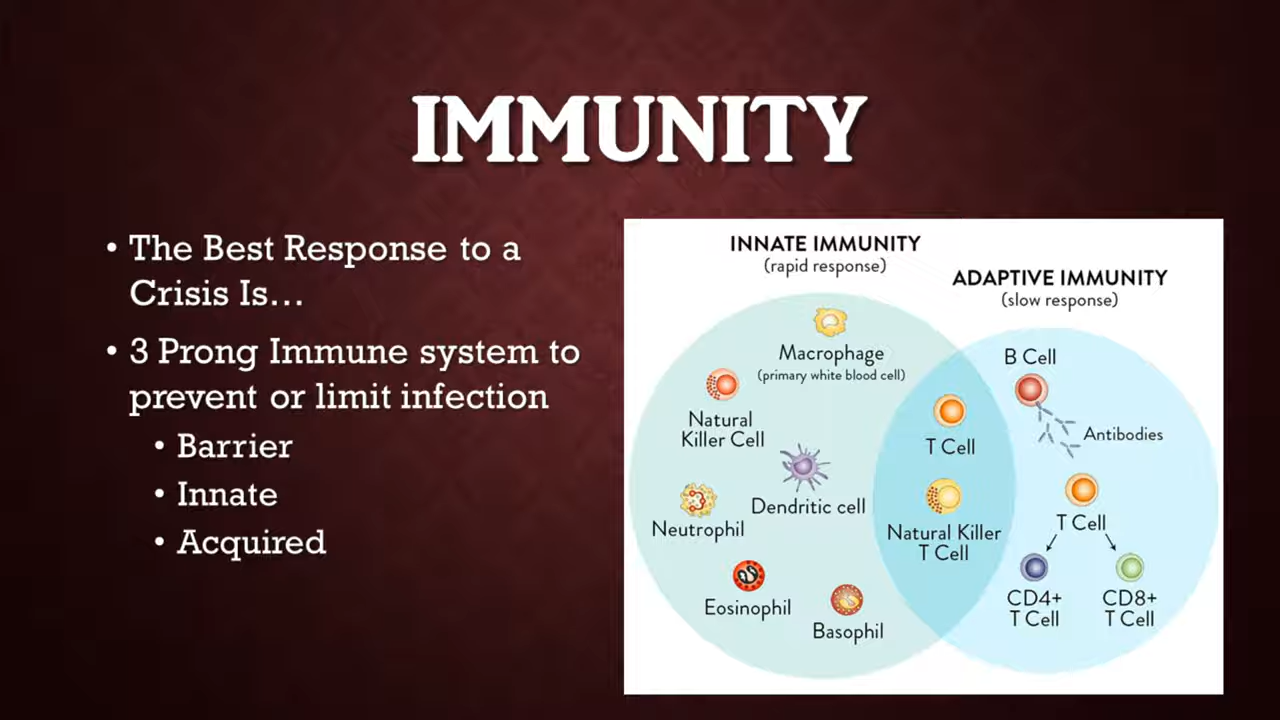 IMMUNITY
• The Best Response to a
Crisis Is...
• 3 Prong Immune system to
prevent or limit infection
• Barrier
• Innate
• Acquired
INNATE IMMUNITY
(rapid response)
ADAPTIVE IMMUNITY
(slow response)
Macrophage
(primary white blood cell)
Natural
Killer Cell
Dendritic cell
Neutrophil
Eosinophil
Basophil
T Cell
Natural Killer
T Cell
B Cell
Antibodies
T Cell
CD4+
T Cell
CD8+
T Cell